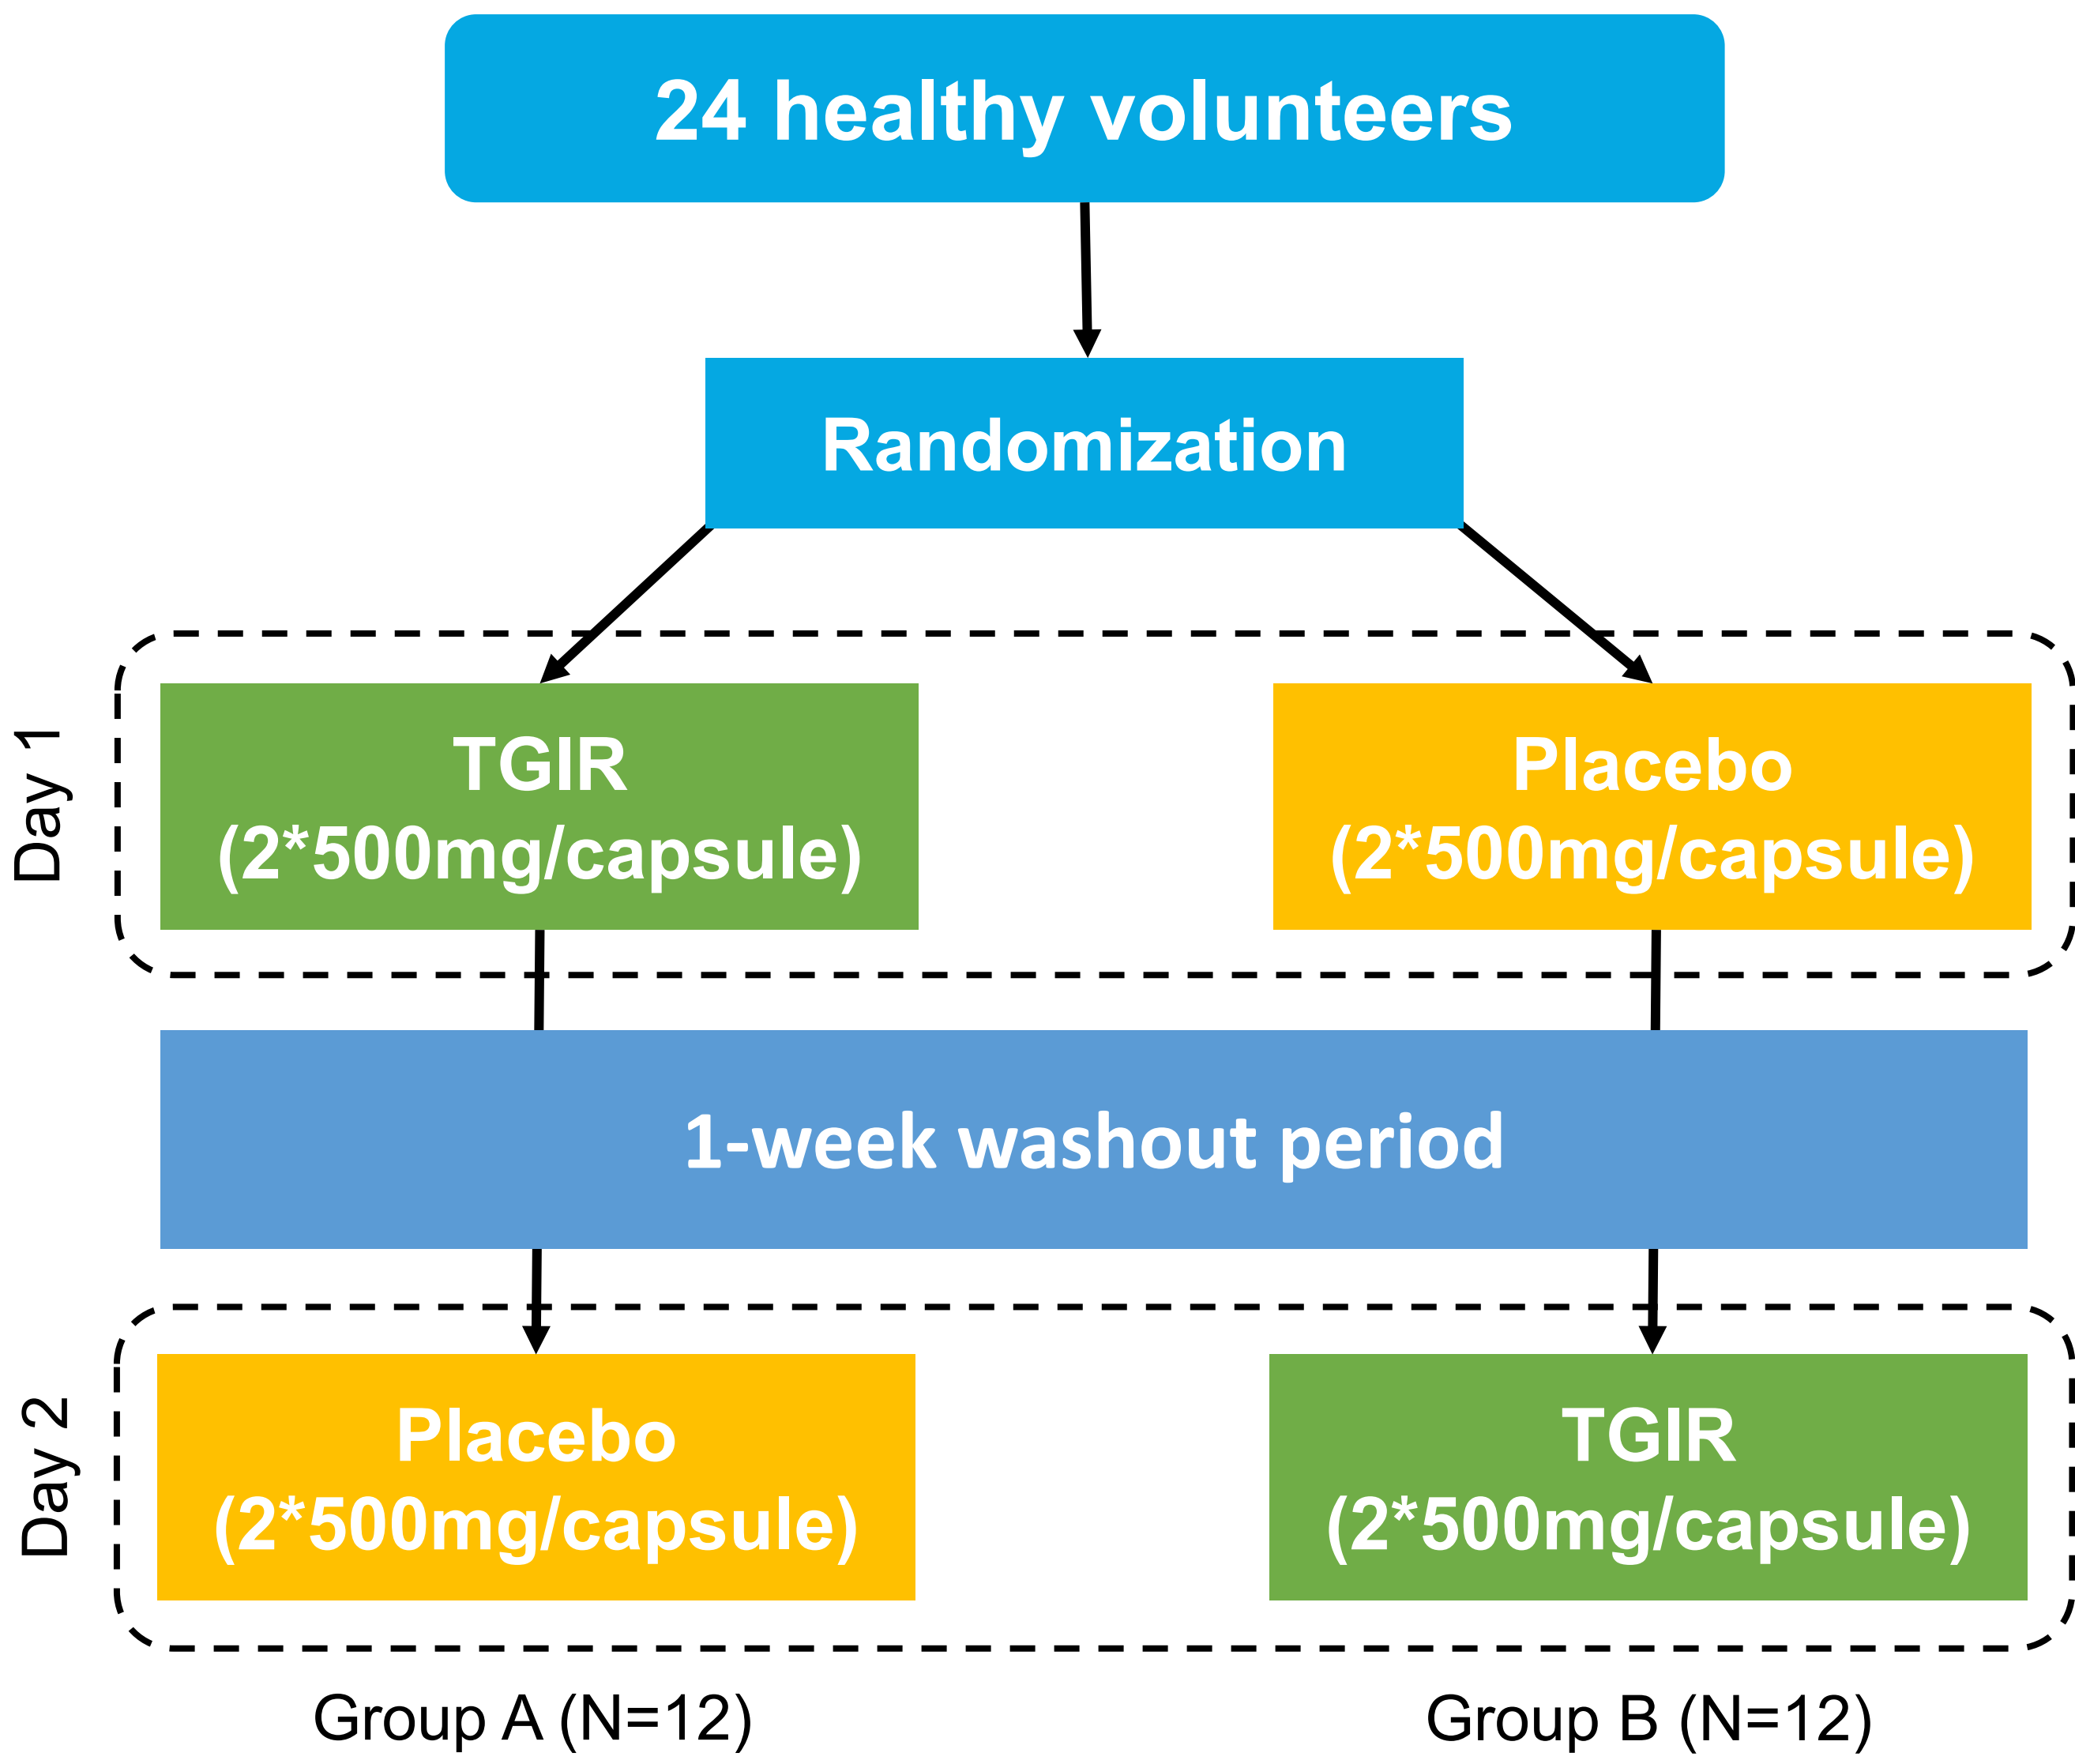 24 healthy volunteers
Randomization
Day 1
TGIR
(2*500mg/capsule)
Placebo
(2*500mg/capsule)
1-week washout period
Day 2
Placebo
(2*500mg/capsule)
TGIR
(2*500mg/capsule)
Group A (N=12)
Group B (N=12)